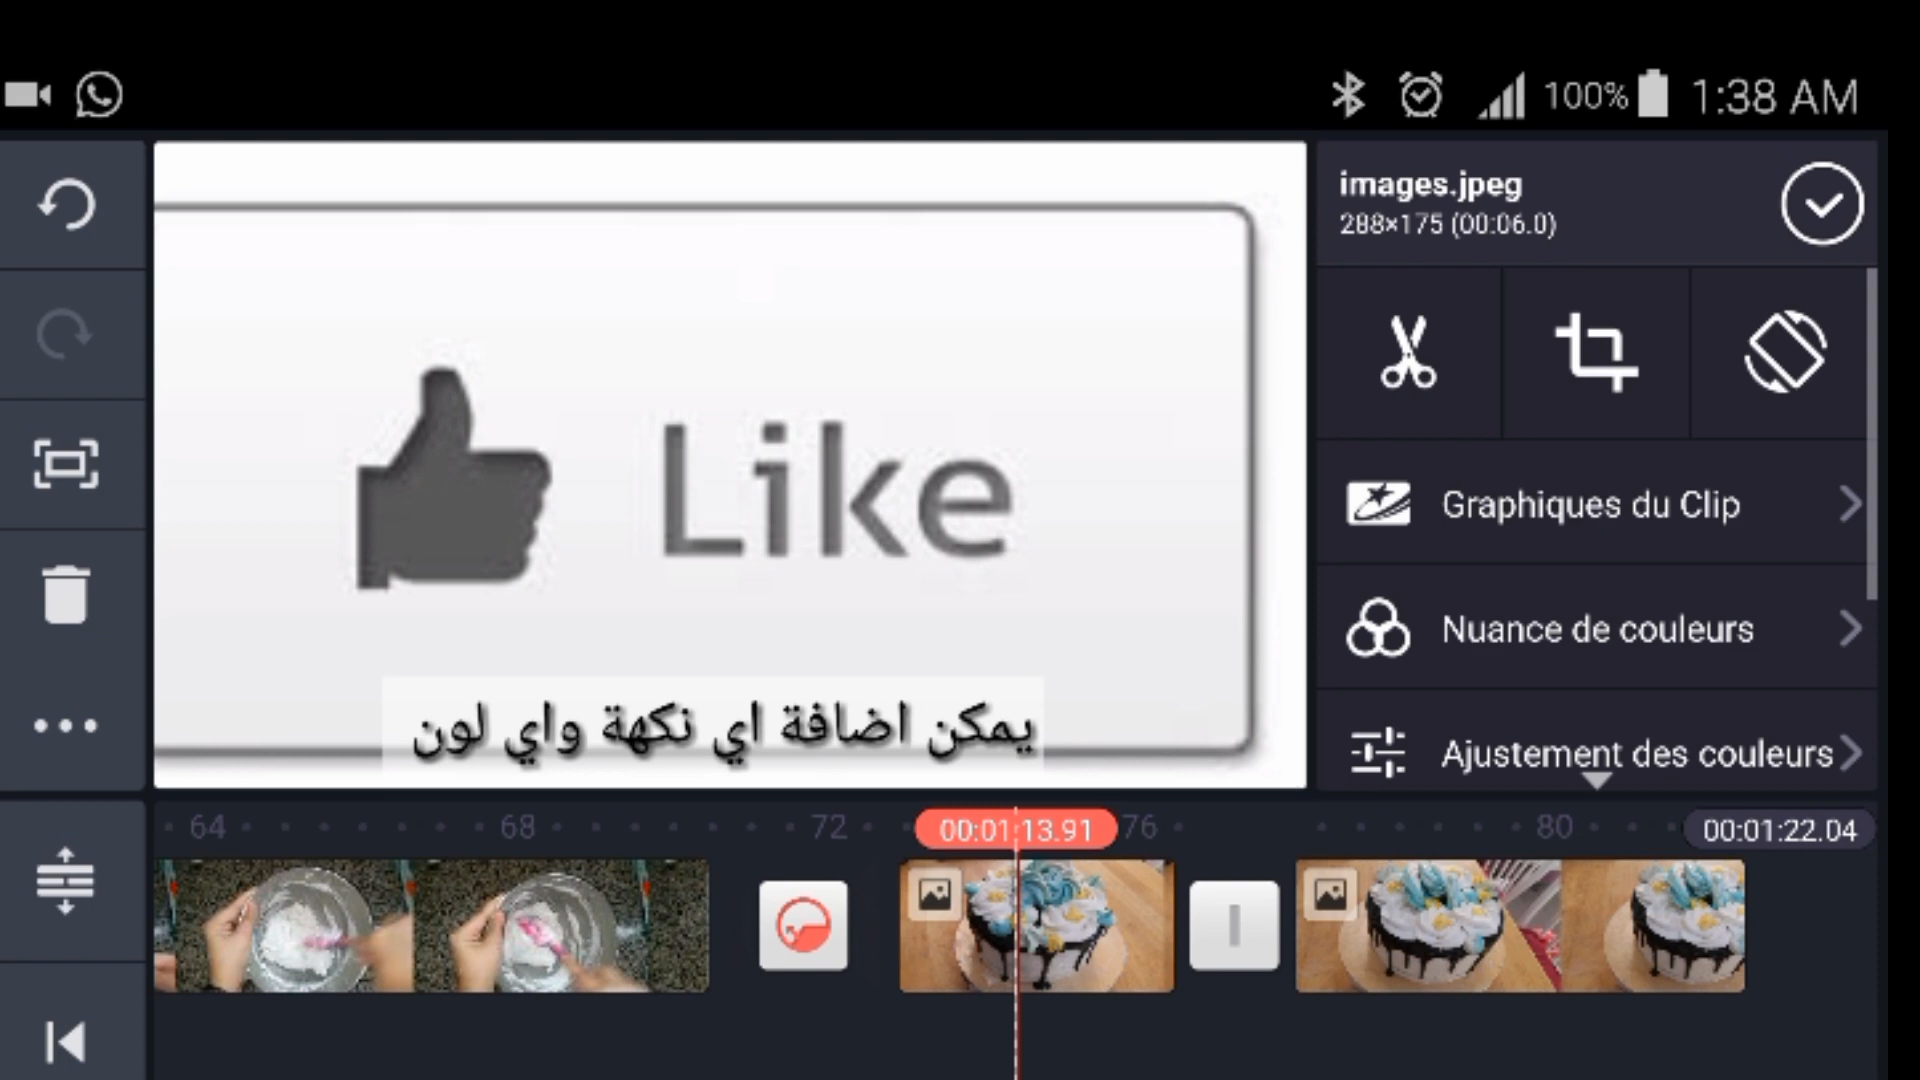 100% 1:38 AM
images.jpeg
288×175 (00:06.0)
Like
يمكن اضافة اي نكهة واي لون
Graphiques du Clip
Nuance de couleurs
Ajustement des couleurs
64 68 72 00:01:13.91 76 80 00:01:22.04